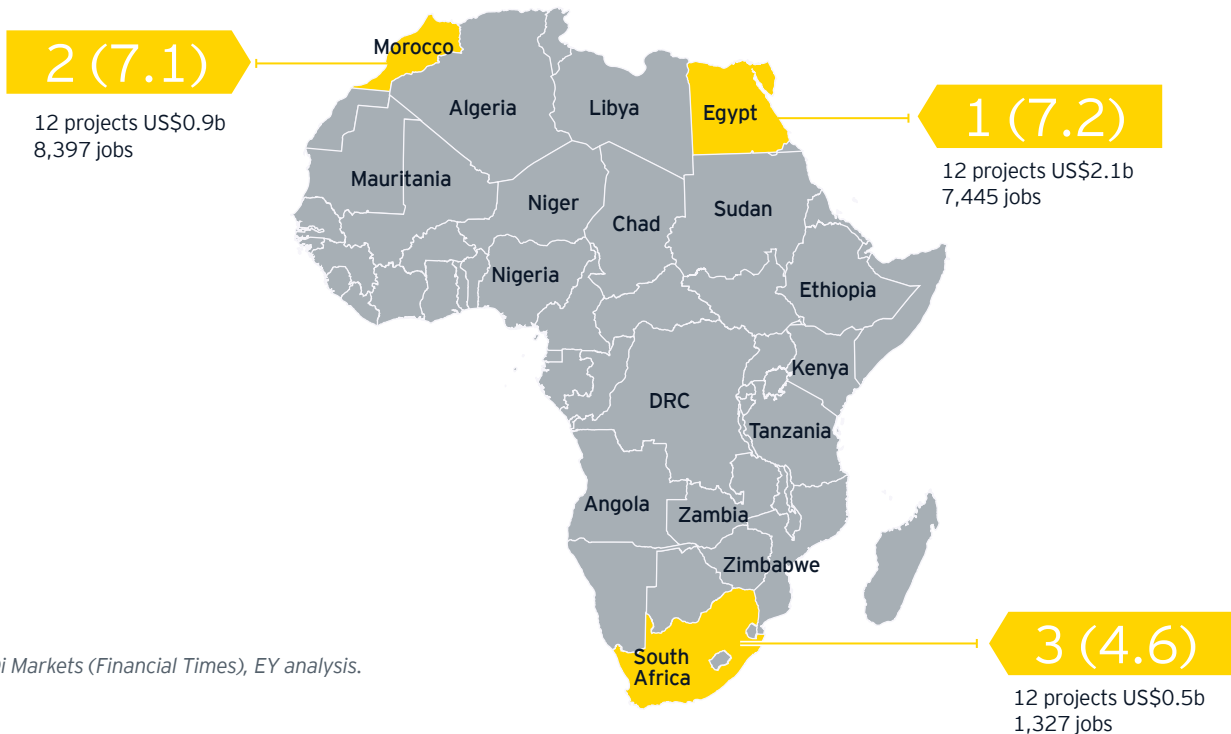 Morocco
2 (7.1)
12 projects US$0.9b
8,397 jobs
Algeria
Libya
Egypt
1 (7.2)
12 projects US$2.1b
7,445 jobs
Mauritania
Niger
Chad
Sudan
Nigeria
Ethiopia
Kenya
DRC
Tanzania
Angola
Zambia
Zimbabwe
South
Africa
3 (4.6)
12 projects US$0.5b
1,327 jobs
Markets (Financial Times), EY analysis.